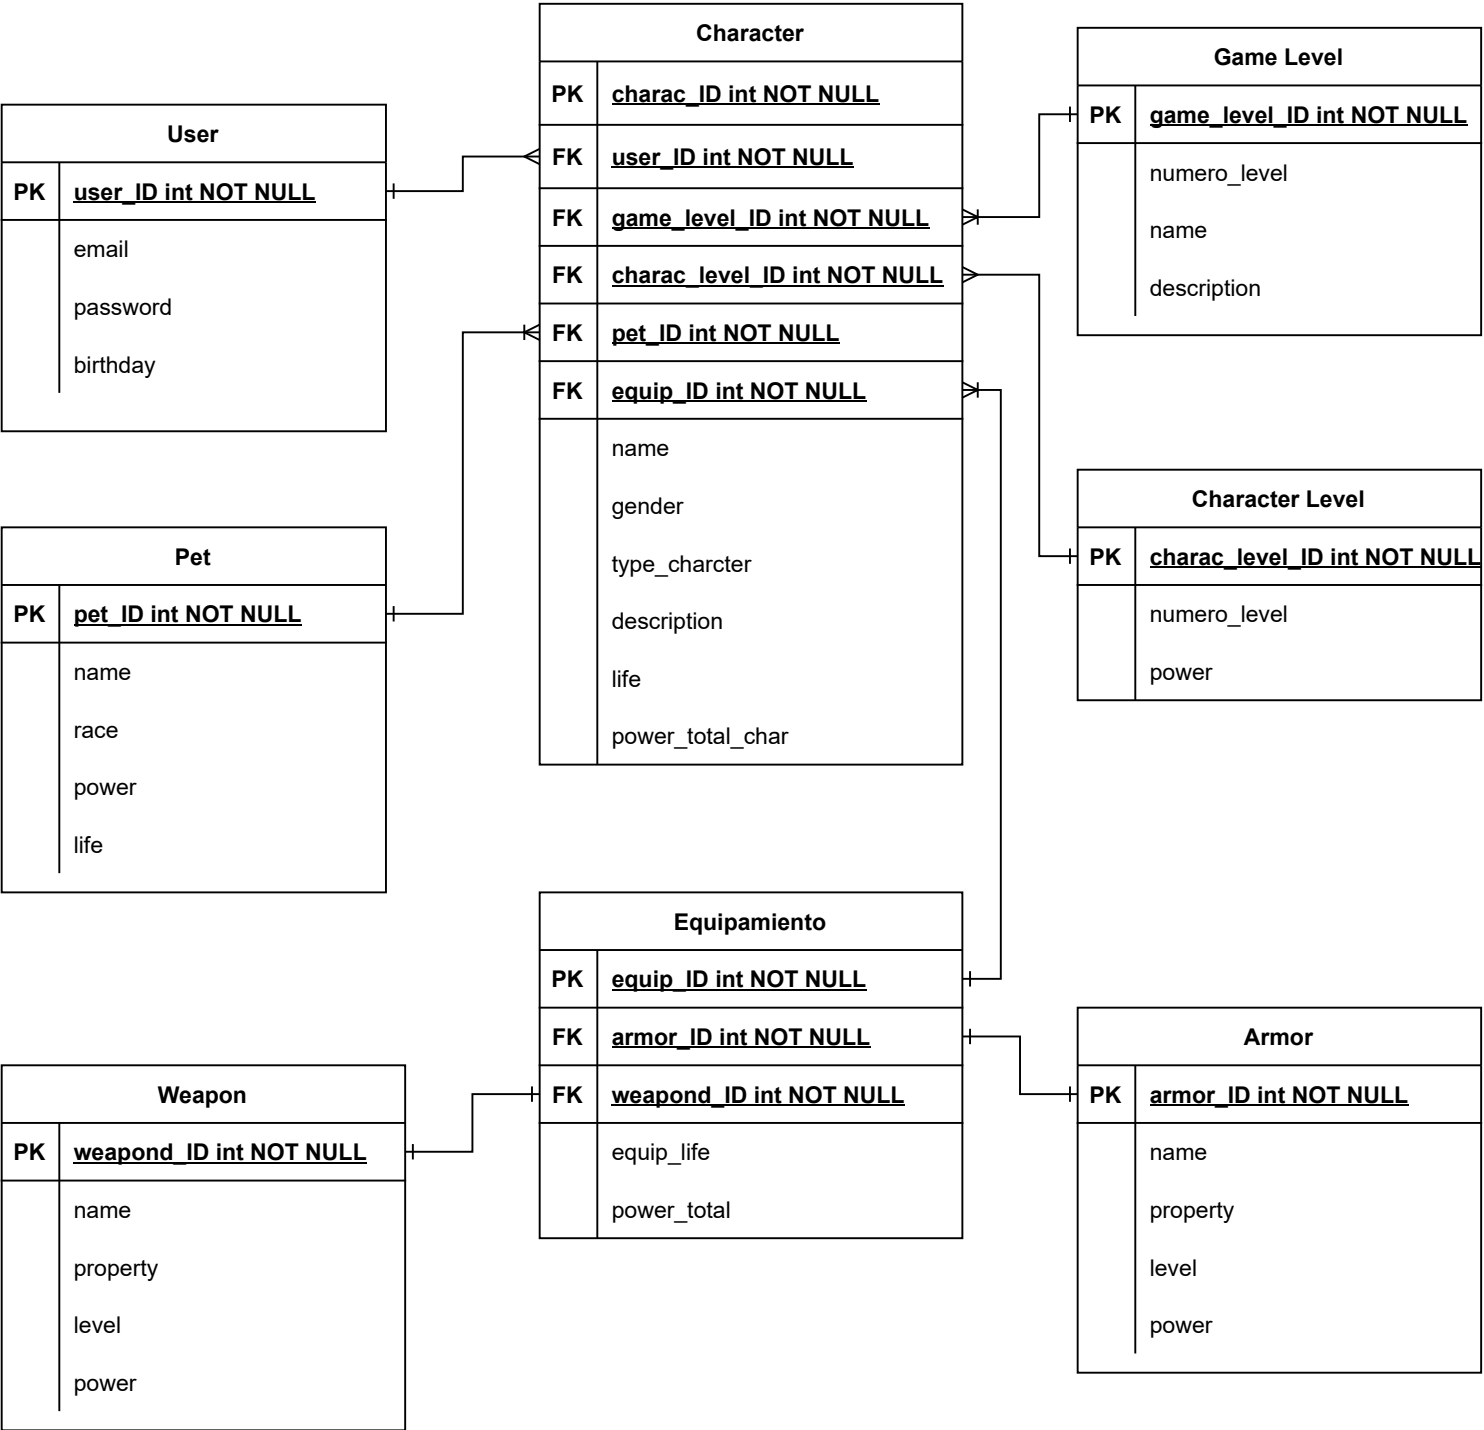 Character
PK charac_ID int NOT NULL
FK user_ID int NOT NULL
FK game_level_ID int NOT NULL
FK charac_level_ID int NOT NULL
FK pet_ID int NOT NULL
FK equip_ID int NOT NULL
name
gender
type_charcter
description
life
power_total_char
Game Level
PK game_level_ID int NOT NULL
numero_level
name
description
User
PK user_ID int NOT NULL
email
password
birthday
Character Level
PK charac_level_ID int NOT NULL
numero_level
power
Pet
PK pet_ID int NOT NULL
name
race
power
life
Equipamiento
PK equip_ID int NOT NULL
FK armor_ID int NOT NULL
FK weapond_ID int NOT NULL
equip_life
power_total
Armor
PK armor_ID int NOT NULL
name
property
level
power
Weapon
PK weapond_ID int NOT NULL
name
property
level
power